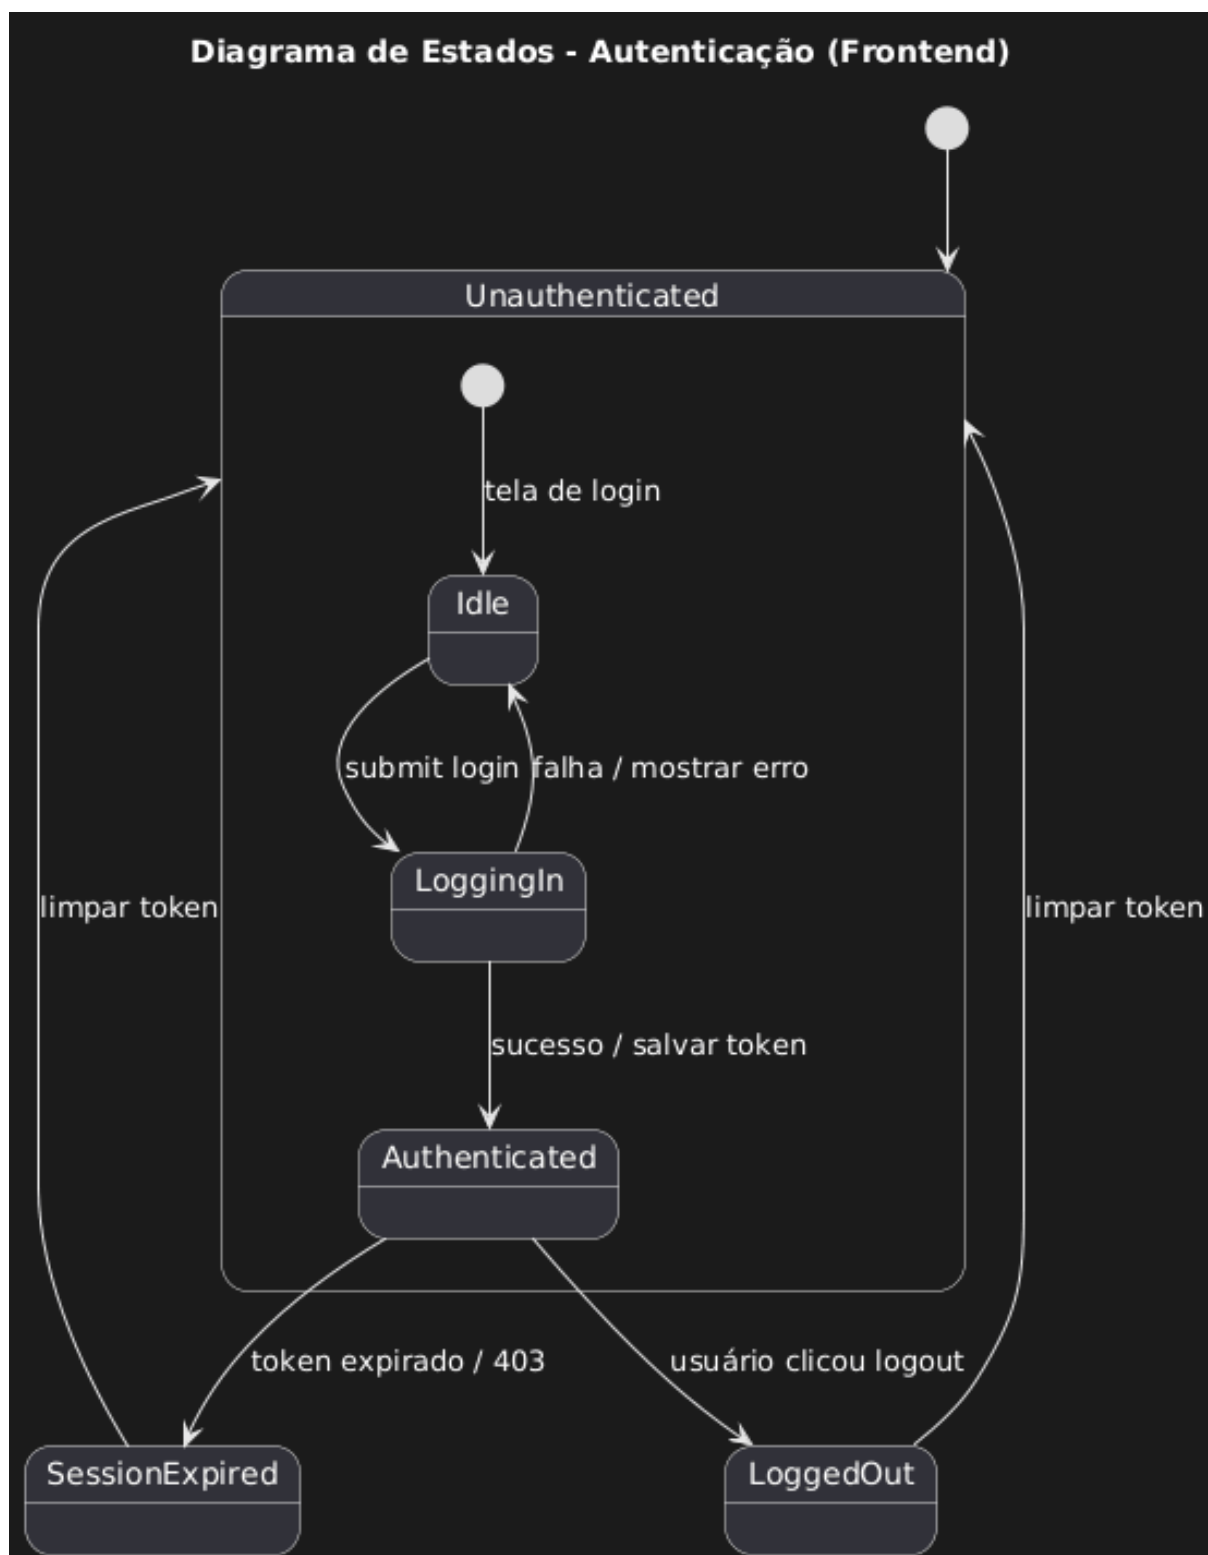 Diagrama de Estados - Autenticação (Frontend)
Unauthenticated
tela de login
Idle
submit login
falha / mostrar erro
LoggingIn
limpar token
limpar token
sucesso / salvar token
Authenticated
token expirado / 403
usuário clicou logout
SessionExpired
LoggedOut